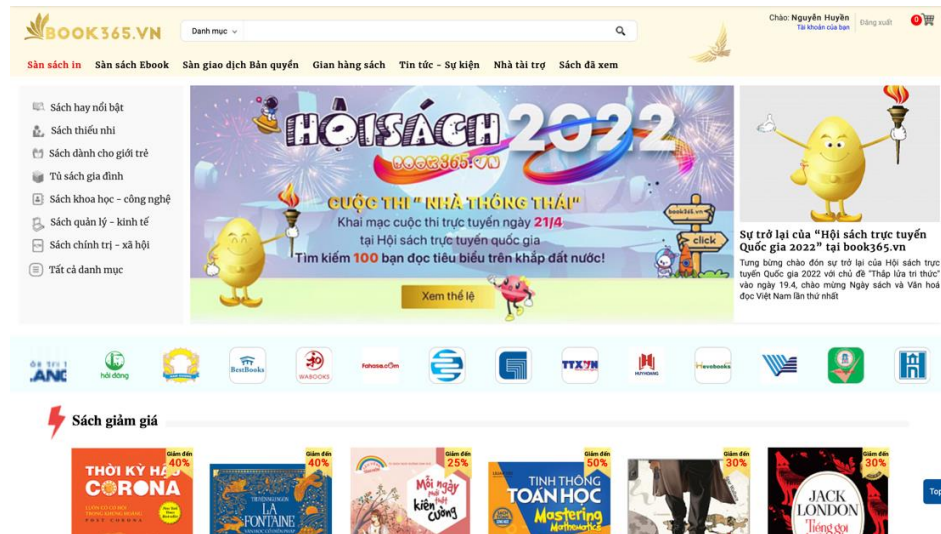 BOOK365.VN
Danh mục
Chào: Nguyễn Huyền
Tài khoản của bạn
Đăng xuất
0
Sàn sách in Sàn sách Ebook Sàn giao dịch Bản quyền Gian hàng sách Tin tức - Sự kiện Nhà tài trợ Sách đã xem
Sách hay nổi bật
Sách thiếu nhi
Sách dành cho giới trẻ
Tủ sách gia đình
Sách khoa học - công nghệ
Sách quản lý - kinh tế
Sách chính trị - xã hội
Tất cả danh mục
HỘI SÁCH 2022
BOOK365.VN
CUỘC THI " NHÀ THÔNG THÁI"
Khai mạc cuộc thi trực tuyến ngày 21/4
tại Hội sách trực tuyến quốc gia
Tìm kiếm 100 bạn đọc tiêu biểu trên khắp đất nước!
Xem thể lệ
book365.vn
click
Sự trở lại của “Hội sách trực tuyến
Quốc gia 2022” tại book365.vn
Tưng bừng chào đón sự trở lại của Hội sách trực
tuyến Quốc gia 2022 với chủ đề "Thắp lửa tri thức"
vào ngày 19.4, chào mừng Ngày sách và Văn hoá
đọc Việt Nam lần thứ nhất
hải đăng
BestBooks
WABOOKS
fahasa.com
TTXVN
HUYHOANG
Sách giảm giá
Giảm đến
40%
THỜI KỲ HẬU
CORONA
POST CORONA
Giảm đến
40%
LA
FONTAINE
Giảm đến
25%
Mỗi ngày
phải thật
kiên cường
Giảm đến
50%
TINH THÔNG
TOÁN HỌC
Mastering
Mathematics
Giảm đến
30%
Giảm đến
30%
JACK
LONDON
Tiếng gọi
Top